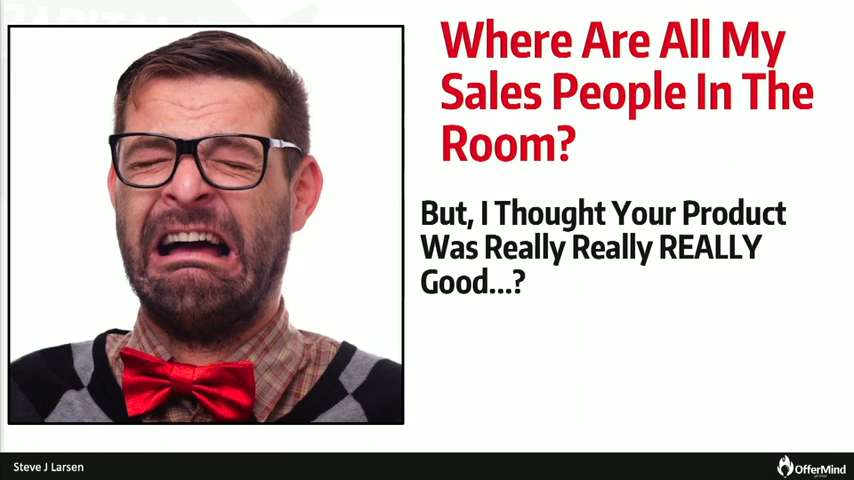 Where Are All My
Sales People In The
Room?
But, I Thought Your Product
Was Really Really REALLY
Good...?
Steve J Larsen
OfferMind